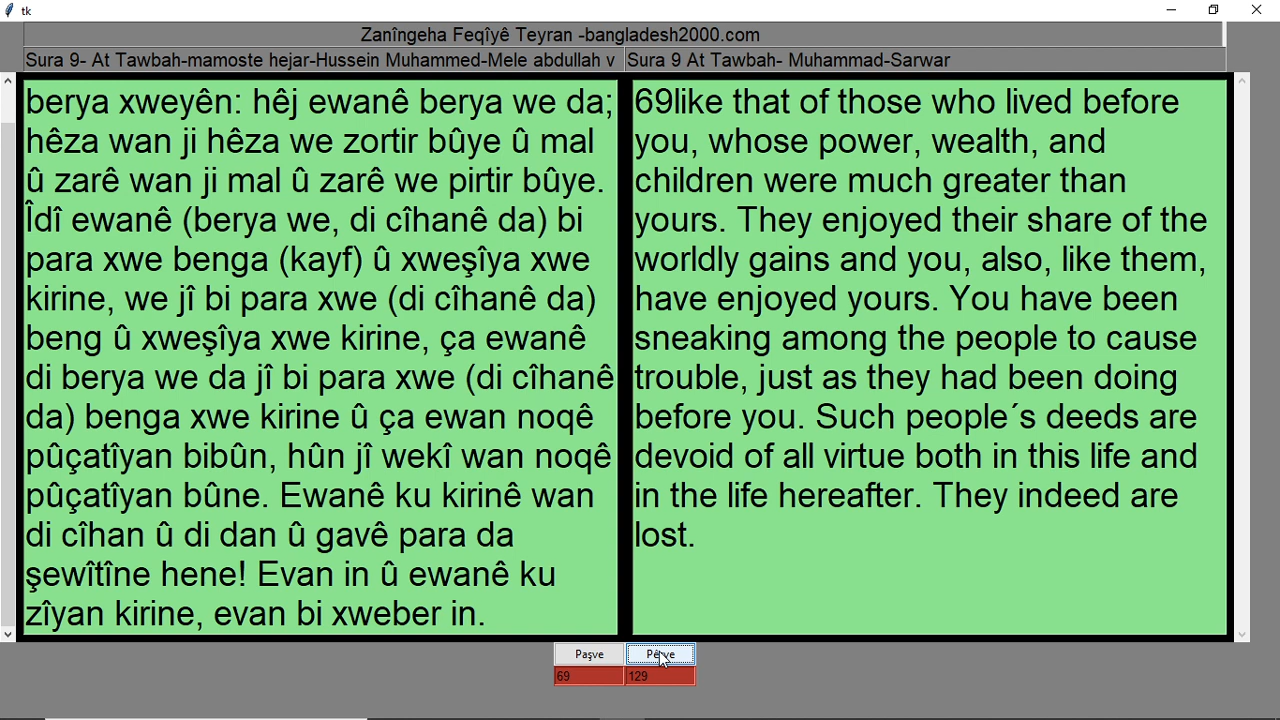 tk
Zanîngeha Feqîyê Teyran -bangladesh2000.com
Sura 9- At Tawbah-mamoste hejar-Hussein Muhammed-Mele abdullah v
Sura 9 At Tawbah- Muhammad-Sarwar
berya xweyên: hêj ewanê berya we da;
hêza wan ji hêza we zortir bûye û mal
û zarê wan ji mal û zarê we pirtir bûye.
Îdî ewanê (berya we, di cîhanê da) bi
para xwe benga (kayf) û xweşîya xwe
kirine, we jî bi para xwe (di cîhanê da)
beng û xweşîya xwe kirine, ça ewanê
di berya we da jî bi para xwe (di cîhanê
da) benga xwe kirine û ça ewan noqê
pûçatîyan bibûn, hûn jî wekî wan noqê
pûçatîyan bûne. Ewanê ku kirinê wan
di cîhan û di dan û gavê para da
şewîtîne hene! Evan in û ewanê ku
zîyan kirine, evan bi xweber in.
69like that of those who lived before
you, whose power, wealth, and
children were much greater than
yours. They enjoyed their share of the
worldly gains and you, also, like them,
have enjoyed yours. You have been
sneaking among the people to cause
trouble, just as they had been doing
before you. Such people´s deeds are
devoid of all virtue both in this life and
in the life hereafter. They indeed are
lost.
Paşve
69
129